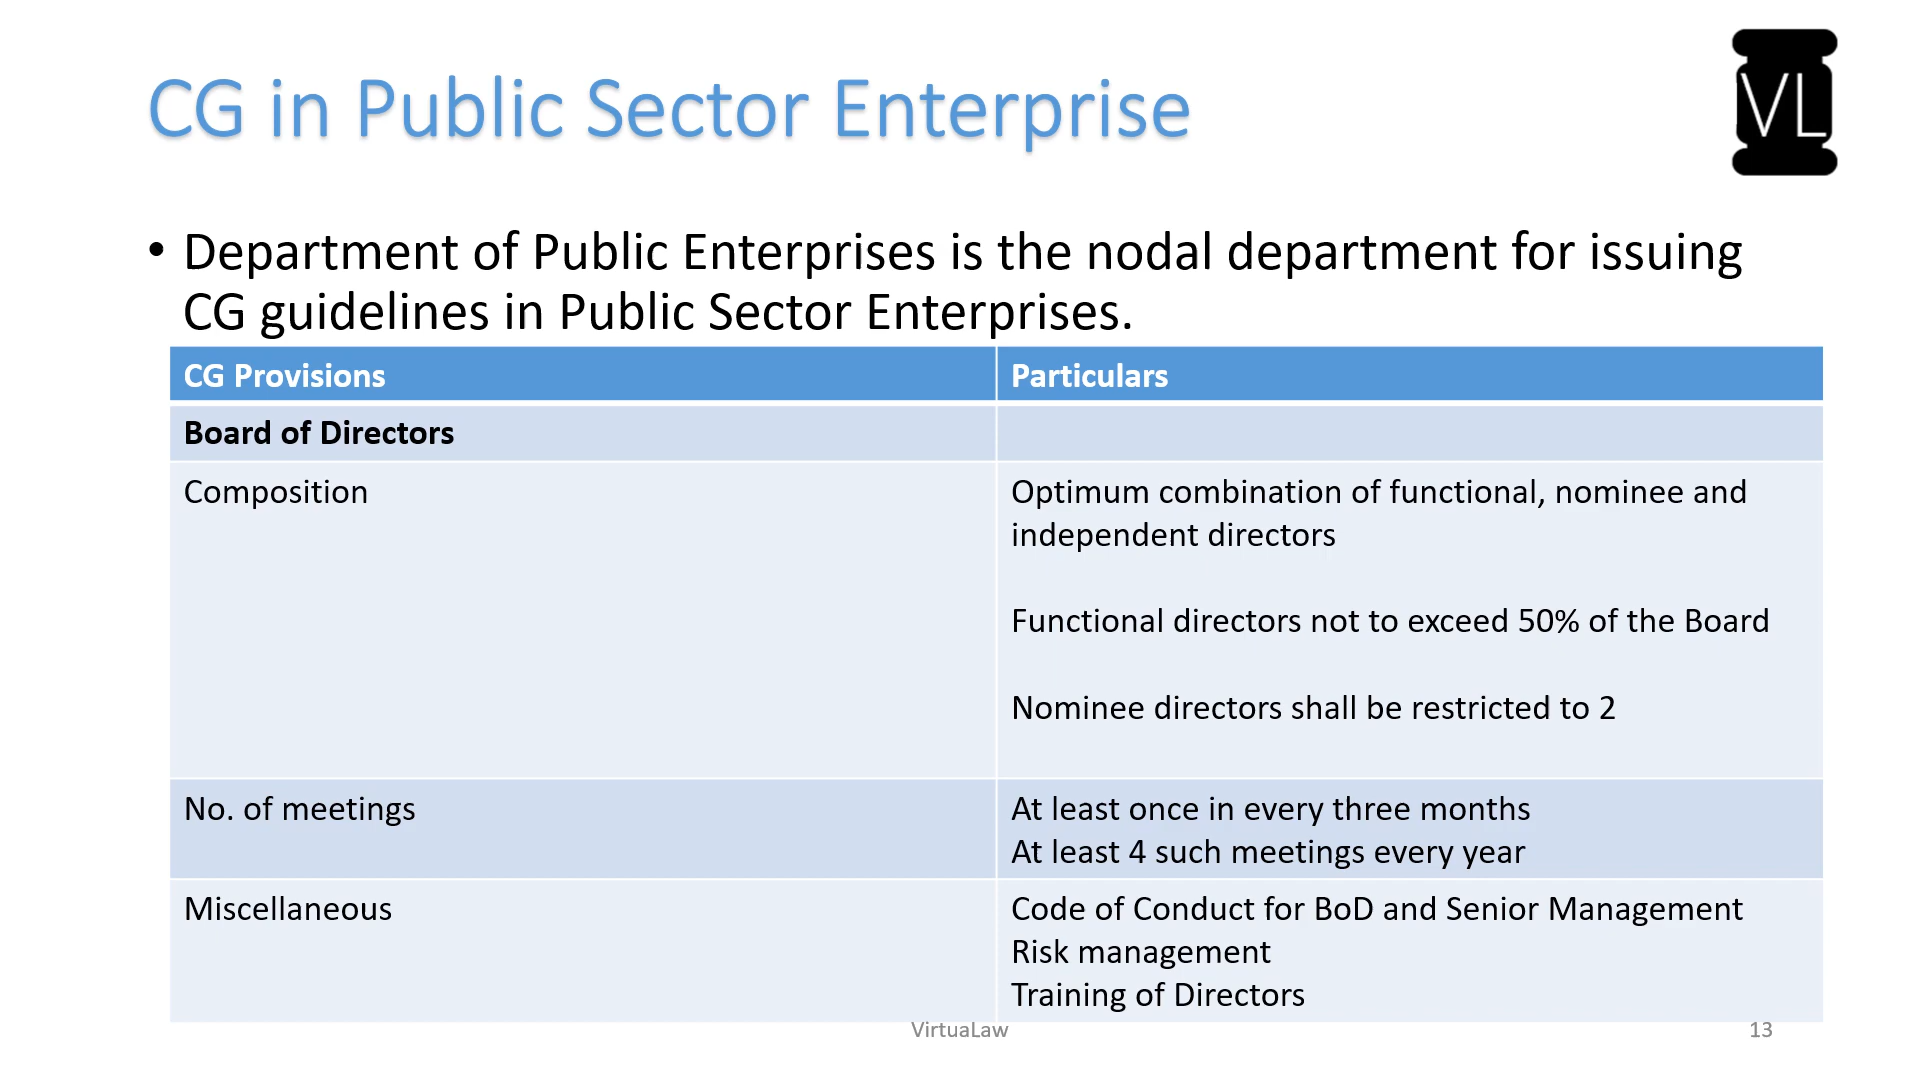 CG in Public Sector Enterprise
VL
• Department of Public Enterprises is the nodal department for issuing
CG guidelines in Public Sector Enterprises.
CG Provisions
Particulars
Board of Directors
Composition
Optimum combination of functional, nominee and
independent directors
Functional directors not to exceed 50% of the Board
Nominee directors shall be restricted to 2
No. of meetings
At least once in every three months
At least 4 such meetings every year
Miscellaneous
Code of Conduct for BoD and Senior Management
Risk management
Training of Directors
VirtuaLaw
13